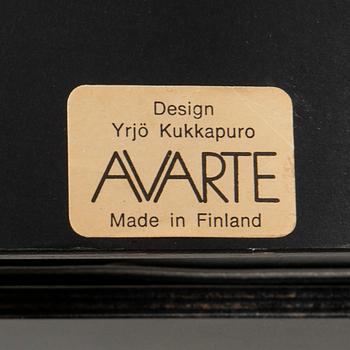 Design
Yrjö Kukkapuro
AVARTE
Made in Finland